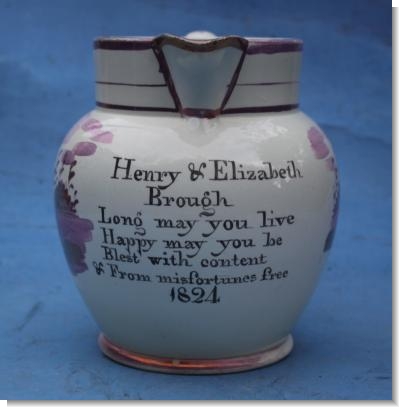 Henry & Elizabeth
Brough
Long may you live
Happy may you be
Blest with content
& From misfortunes free
1824